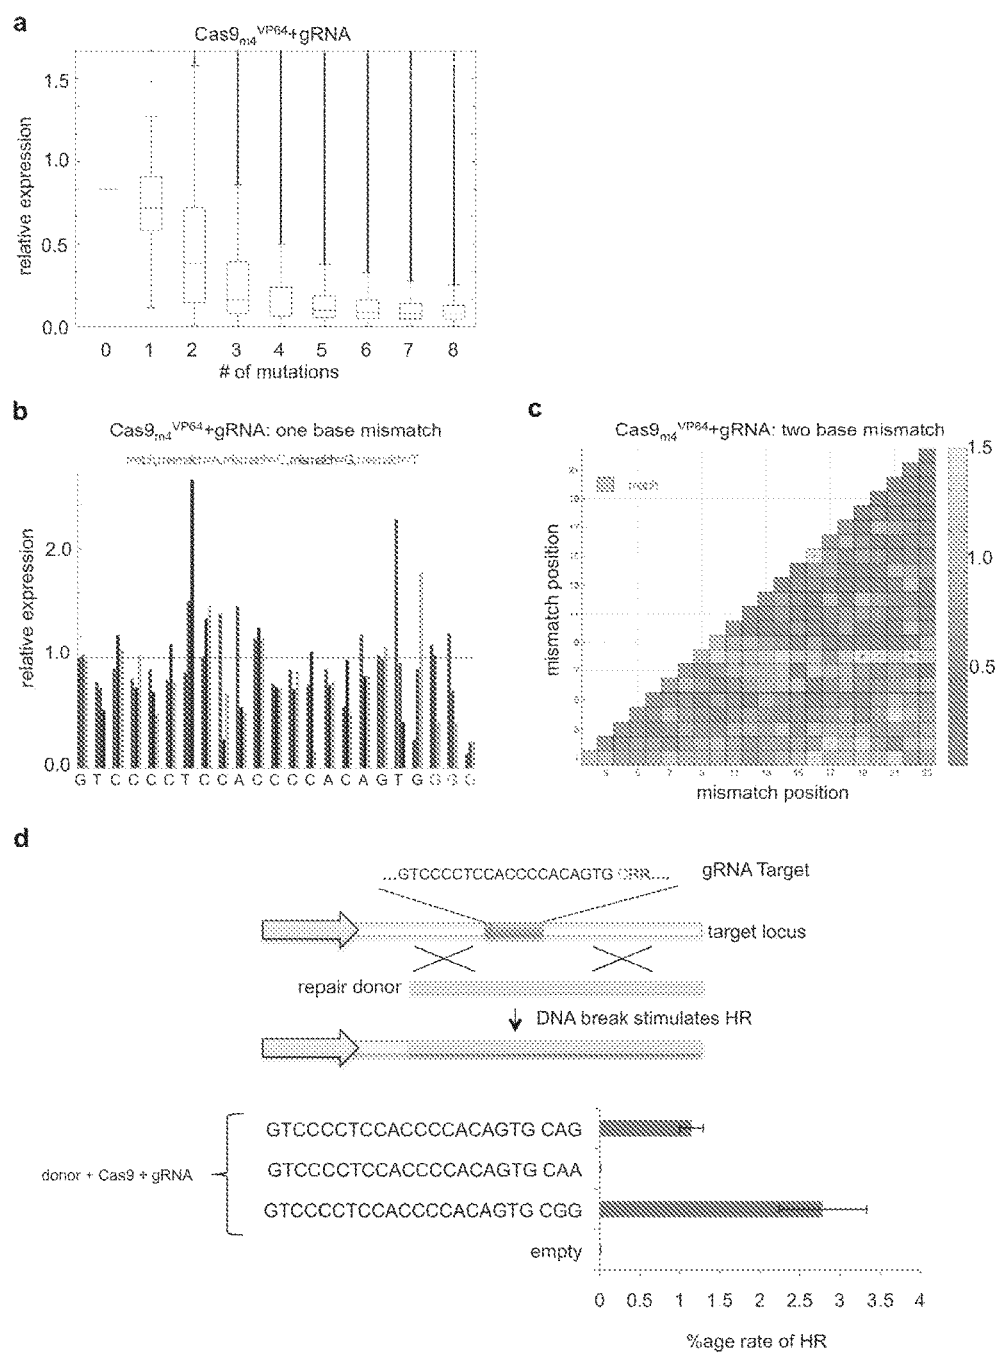 a
Cas9m4VP64+gRNA
relative expression
1.5
1.0
0.5
0.0
0 1 2 3 4 5 6 7 8
# of mutations
b
Cas9m4VP64+gRNA: one base mismatch
relative expression
2.0
1.0
0.0
G T C C C C T C C A C C C C A C A G T G G G
c
Cas9m4VP64+gRNA: two base mismatch
mismatch position
1.5
1.0
0.5
mismatch position
d
...GTCCCCTCCACCCCACAGTG
gRNA Target
target locus
repair donor
DNA break stimulates HR
donor + Cas9 + gRNA
GTCCCCTCCACCCCACAGTG CAG
GTCCCCTCCACCCCACAGTG CAA
GTCCCCTCCACCCCACAGTG CGG
empty
0 0.5 1 1.5 2 2.5 3 3.5 4
%age rate of HR